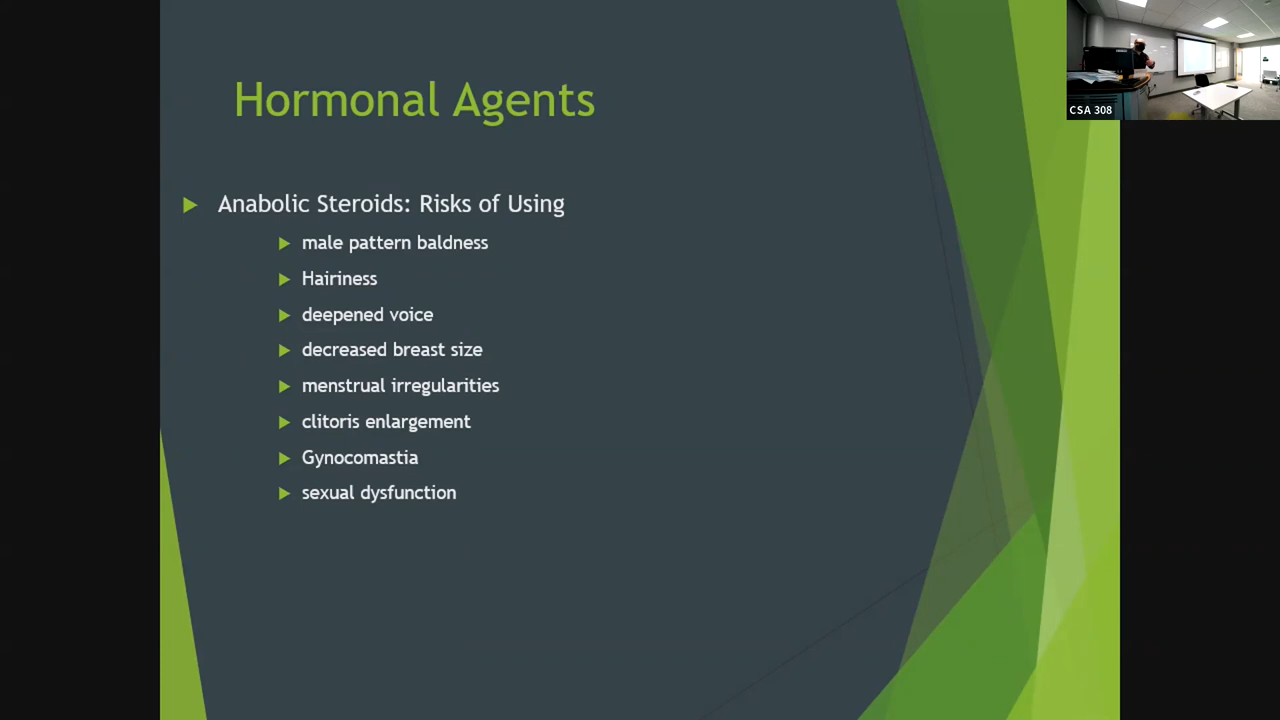 Hormonal Agents
Anabolic Steroids: Risks of Using
male pattern baldness
Hairiness
deepened voice
decreased breast size
menstrual irregularities
clitoris enlargement
Gynocomastia
sexual dysfunction
CSA 308